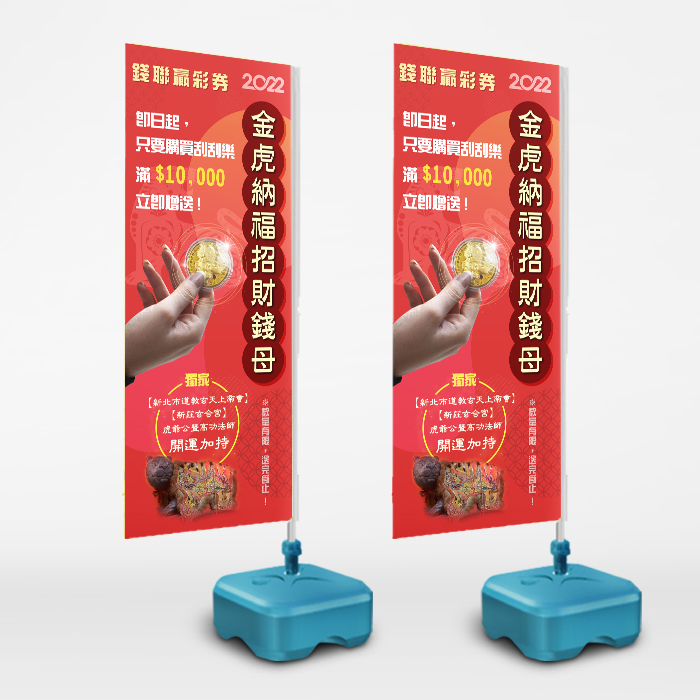 錢聯贏彩券 2022
即日起，
只要購買刮刮樂
滿 $10,000
立即贈送！
金虎納福招財錢母
獨家
【新北市道教玄天上帝會】
【新莊玄合宮】
虎爺公暨高功法師
開運加持
※數量有限，送完為止！
錢聯贏彩券 2022
即日起，
只要購買刮刮樂
滿 $10,000
立即贈送！
金虎納福招財錢母
獨家
【新北市道教玄天上帝會】
【新莊玄合宮】
虎爺公暨高功法師
開運加持
※數量有限，送完為止！